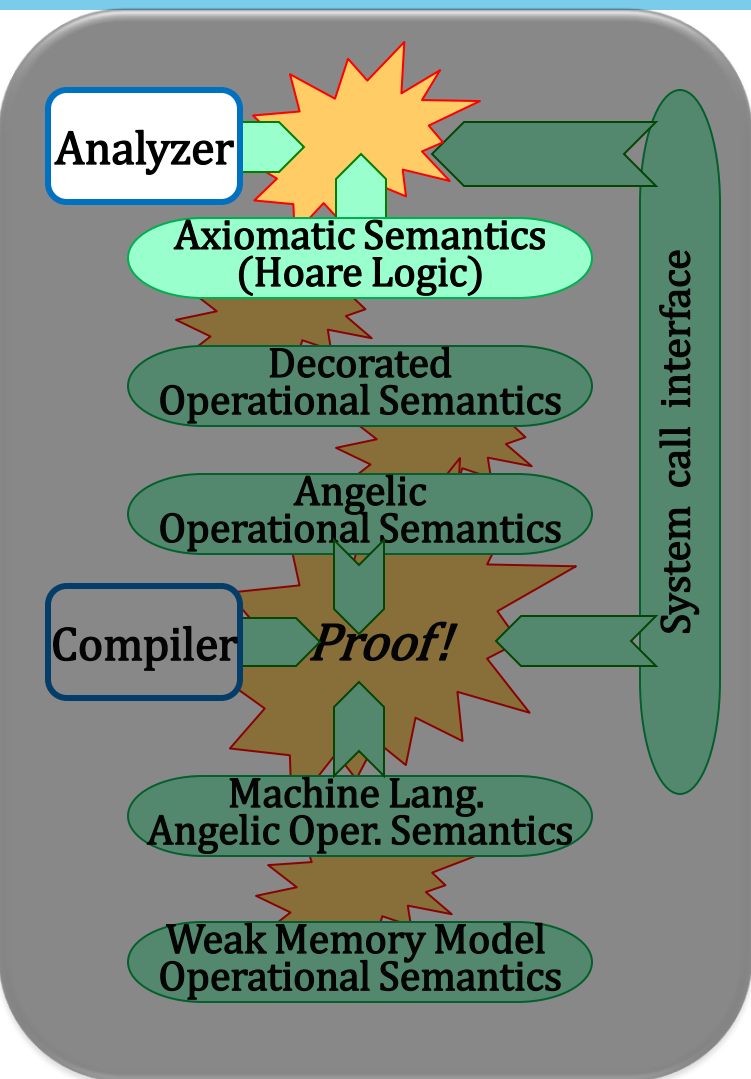 Analyzer
Axiomatic Semantics
(Hoare Logic)
Decorated
Operational Semantics
Angelic
Operational Semantics
System call interface
Compiler
Proof!
Machine Lang.
Angelic Oper. Semantics
Weak Memory Model
Operational Semantics